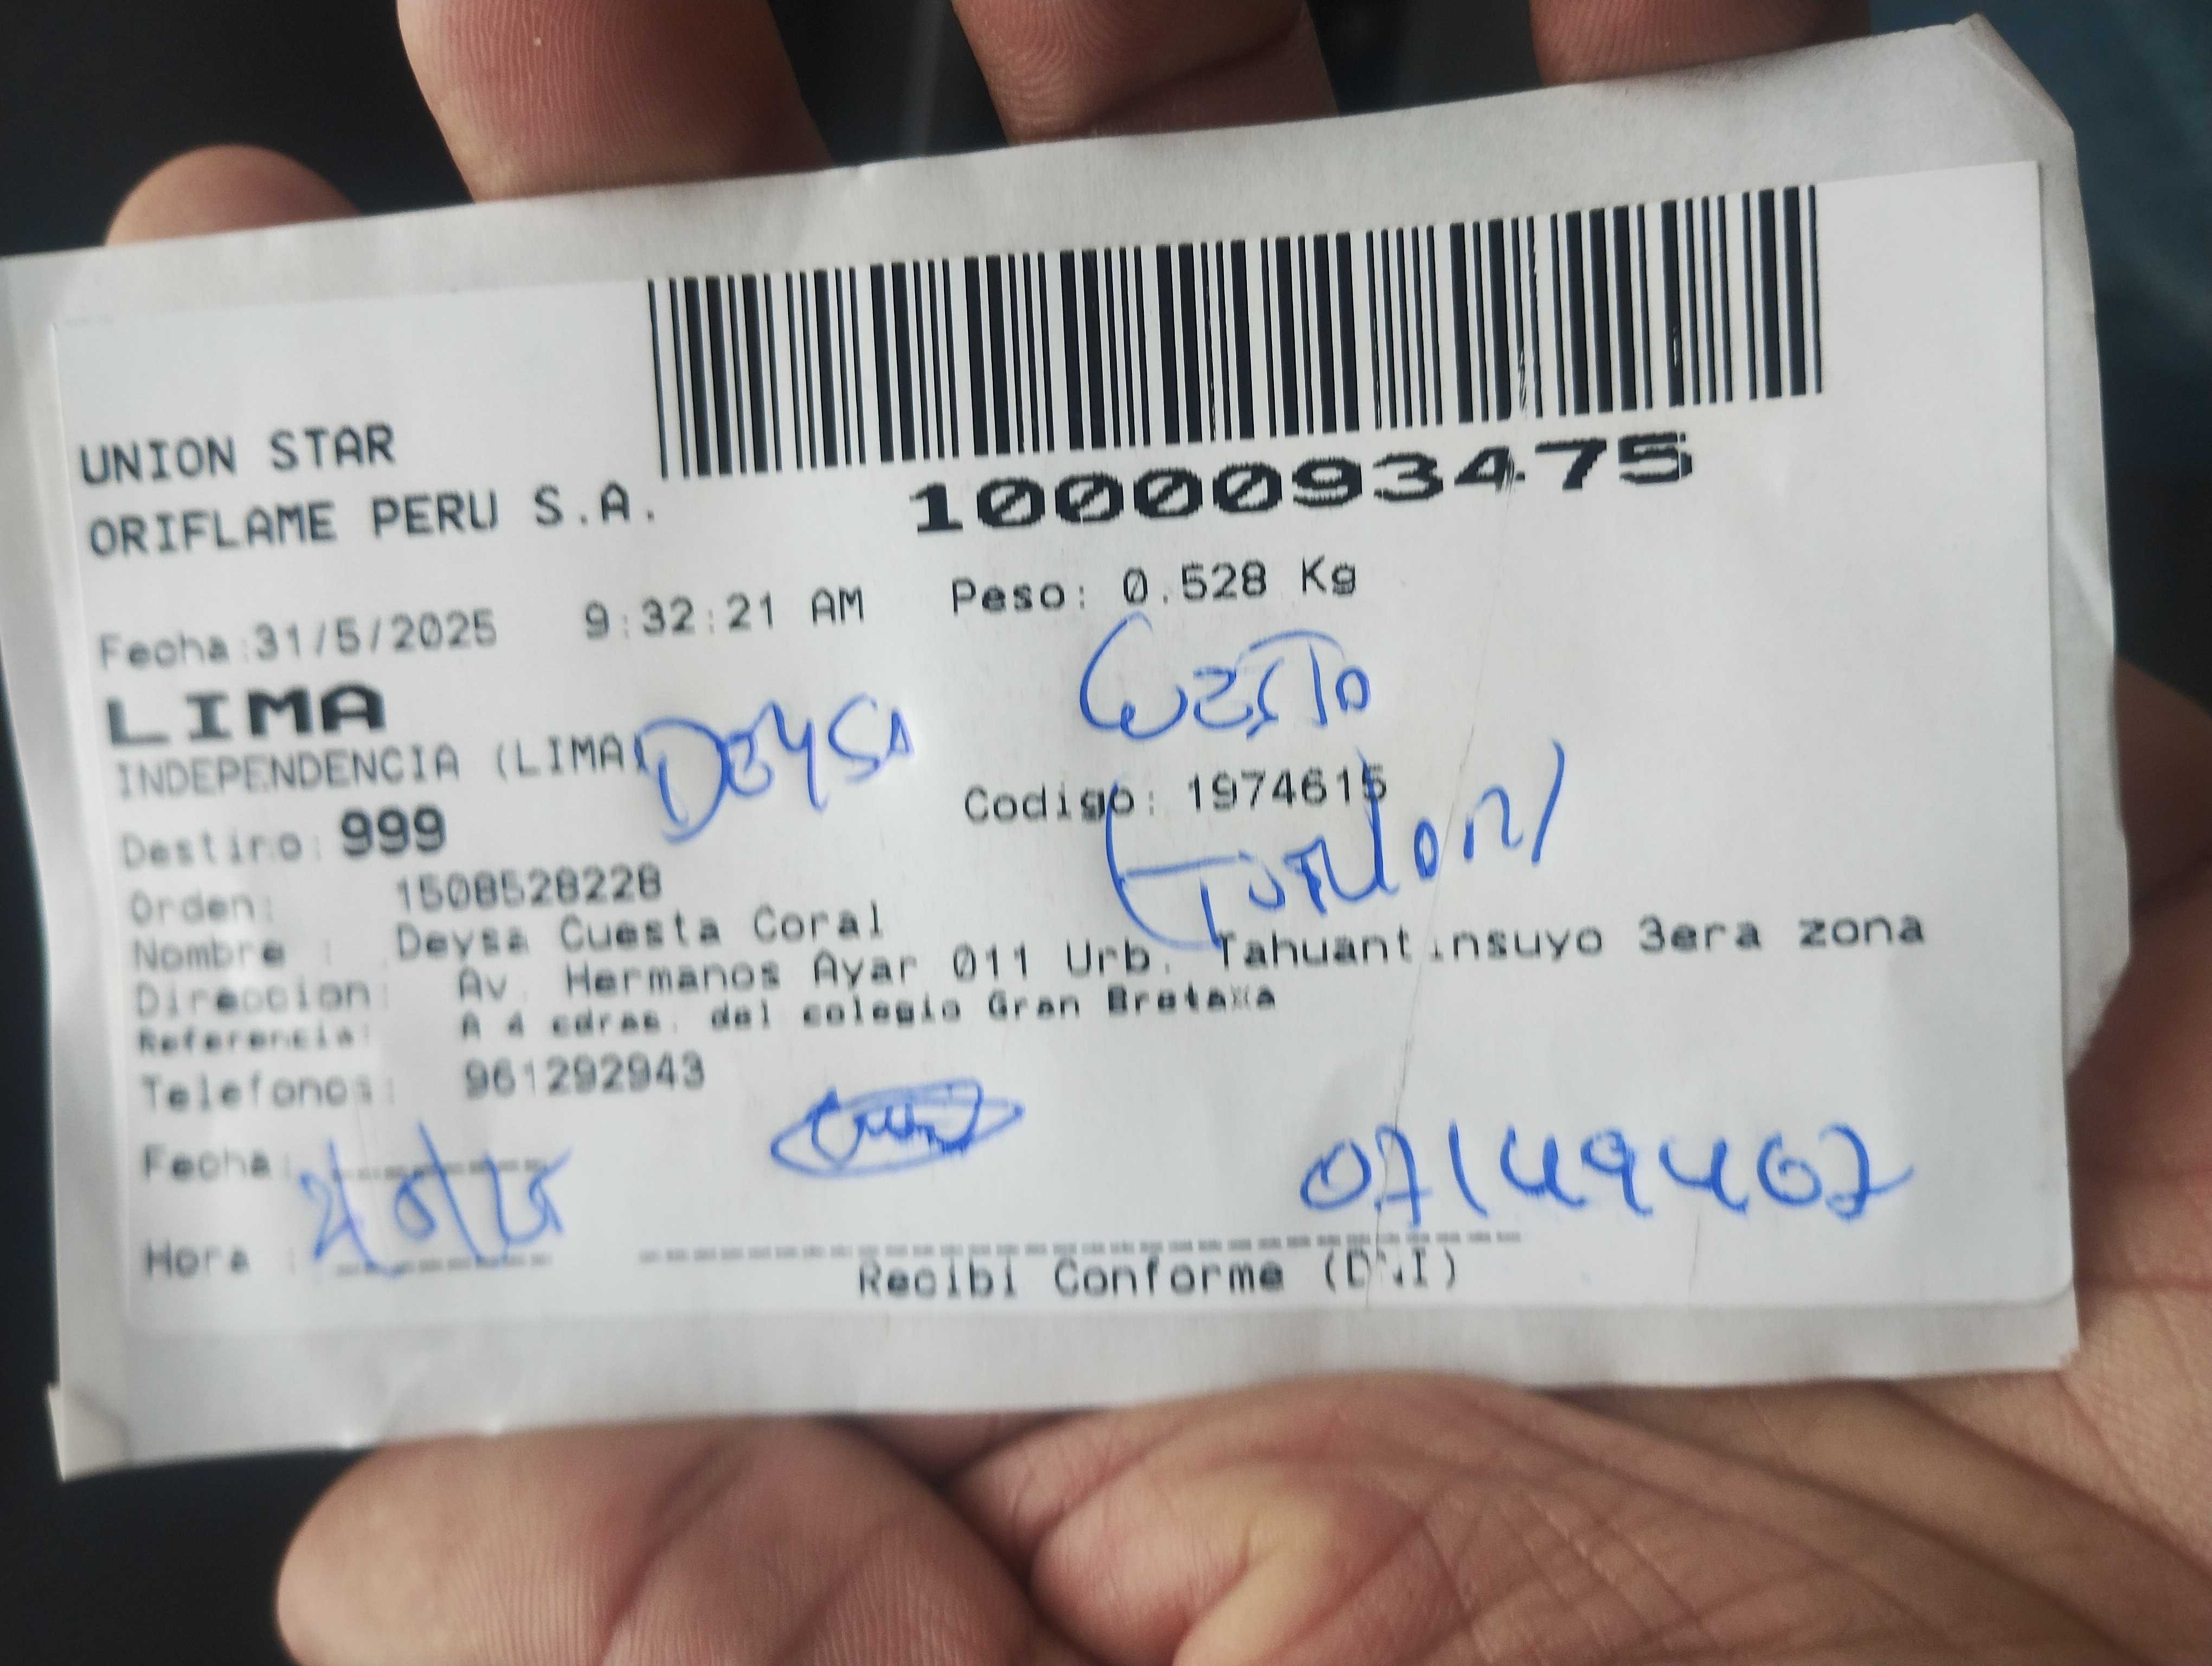 UNION STAR
ORIFLAME PERU S.A.
1000093475
Fecha:31/5/2025 9:32:21 AM Peso: 0.528 Kg
LIMA
INDEPENDENCIA (LIMA)
DEYSA
Codigo: 1974615
Destino: 999
Orden: 1508528228
Nombre : Deysa Cuesta Coral
Direccion: Av. Hermanos Ayar 011 Urb. Tahuantinsuyo 3era zona
Referencia: A 4 cdras. del colegio Gran Bretaxa
Telefonos: 961292943
Fecha:
07149407
Hora :
Recibi Conforme (DNI)